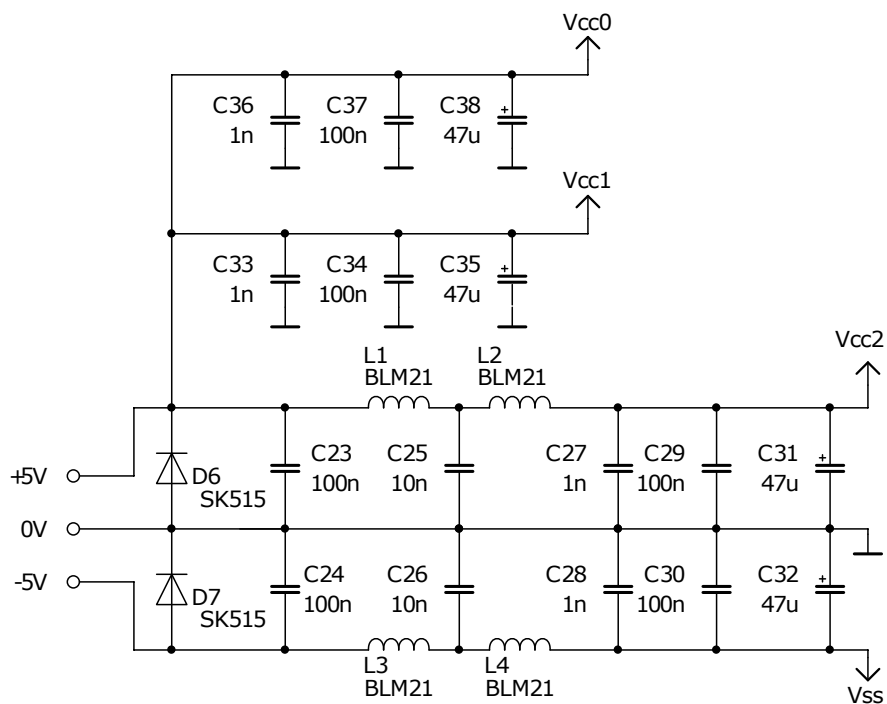 Vcc0
C36
1n
C37
100n
C38
+
47u
Vcc1
C33
1n
C34
100n
C35
+
47u
L1
BLM21
L2
BLM21
Vcc2
+5V
D6
SK515
C23
100n
C25
10n
C27
1n
C29
100n
C31
+
47u
0V
-5V
D7
SK515
C24
100n
C26
10n
C28
1n
C30
100n
C32
+
47u
L3
BLM21
L4
BLM21
Vss